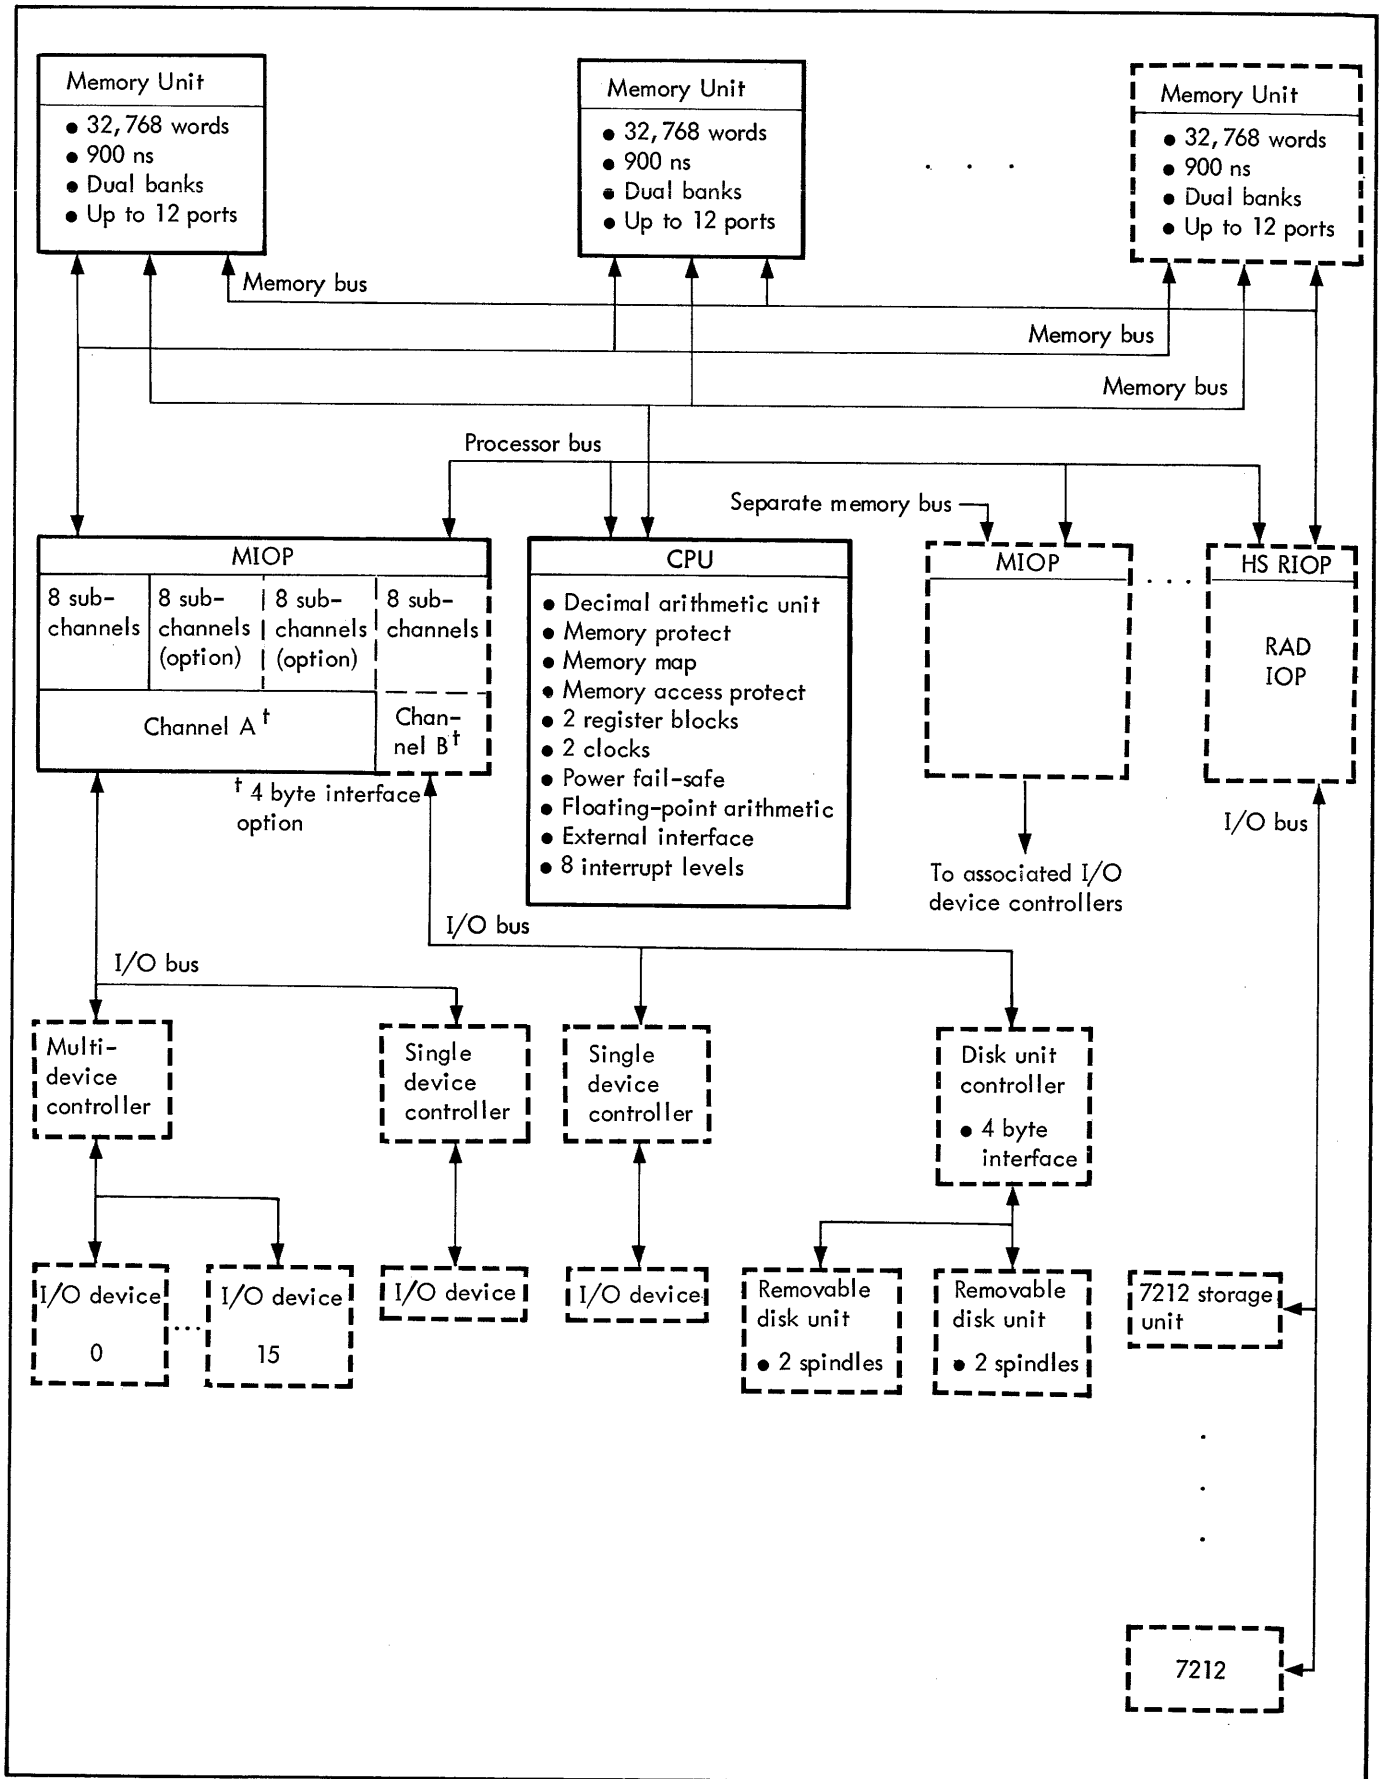 Memory Unit
● 32,768 words
● 900 ns
● Dual banks
● Up to 12 ports
Memory Unit
● 32,768 words
● 900 ns
● Dual banks
● Up to 12 ports
. . .
Memory Unit
● 32,768 words
● 900 ns
● Dual banks
● Up to 12 ports
Memory bus
Memory bus
Memory bus
Processor bus
Separate memory bus
MIOP
8 sub-
channels
8 sub-
channels
(option)
8 sub-
channels
(option)
8 sub-
channels
Channel A†
Chan-
nel B†
† 4 byte interface
option
CPU
● Decimal arithmetic unit
● Memory protect
● Memory map
● Memory access protect
● 2 register blocks
● 2 clocks
● Power fail-safe
● Floating-point arithmetic
● External interface
● 8 interrupt levels
MIOP
. . .
HS RIOP
RAD
IOP
To associated I/O
device controllers
I/O bus
I/O bus
I/O bus
Multi-
device
controller
Single
device
controller
Single
device
controller
Disk unit
controller
● 4 byte
interface
I/O device
0
...
I/O device
15
I/O device
I/O device
Removable
disk unit
● 2 spindles
Removable
disk unit
● 2 spindles
7212 storage
unit
.
.
.
7212